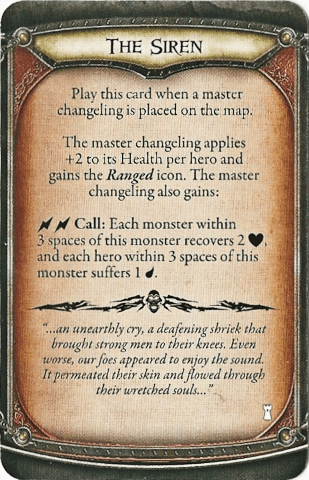 THE SIREN
Play this card when a master
changeling is placed on the map.
The master changeling applies
+2 to its Health per hero and
gains the Ranged icon. The master
changeling also gains:
Call: Each monster within
3 spaces of this monster recovers 2 ,
and each hero within 3 spaces of this
monster suffers 1 .
"...an unearthly cry, a deafening shriek that
brought strong men to their knees. Even
worse, our foes appeared to enjoy the sound.
It permeated their skin and flowed through
their wretched souls..."